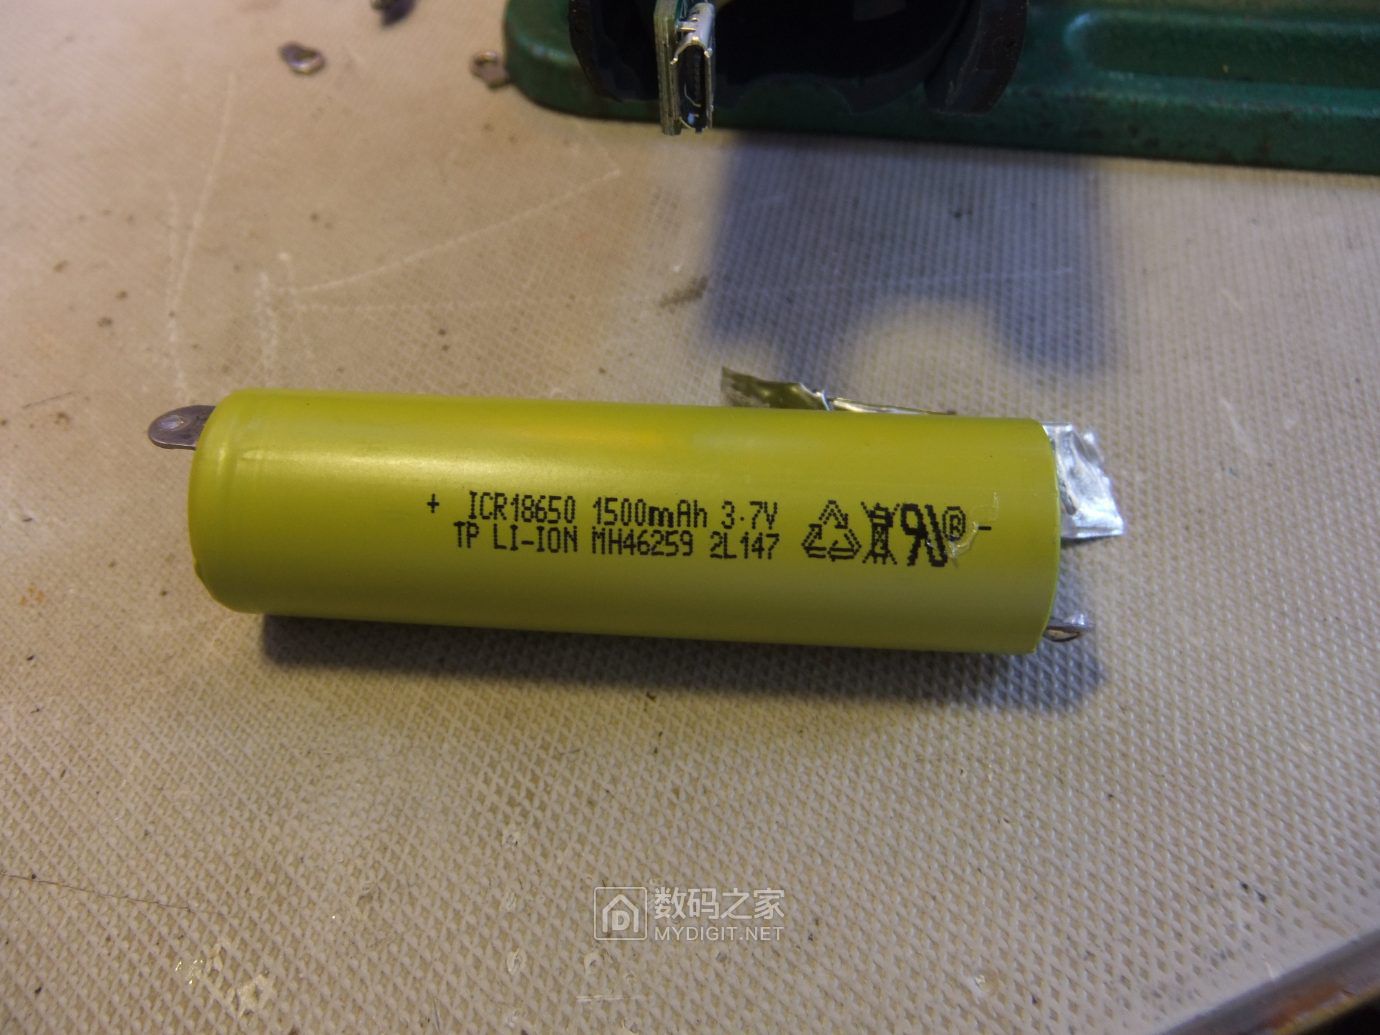 + ICR18650 1500mAh 3.7V
TP LI-ION MH46259 2L147
® -
数码之家
MYDIGIT.NET